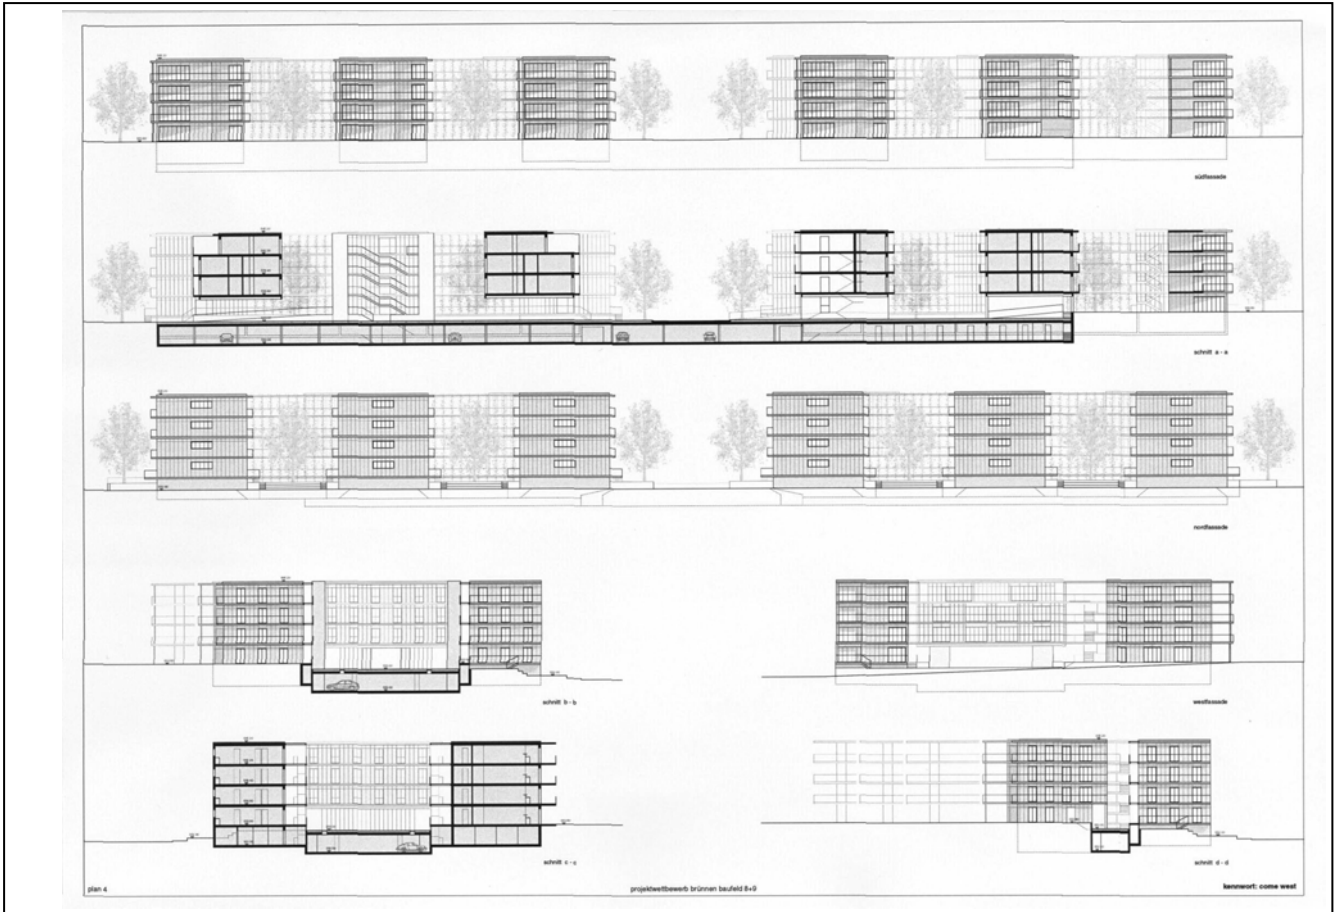 südfassade
schnitt a - a
nordfassade
schnitt b - b
westfassade
schnitt c - c
schnitt d - d
plan 4
projektwettbewerb brünnen baufeld 8+9
kennwort: come west